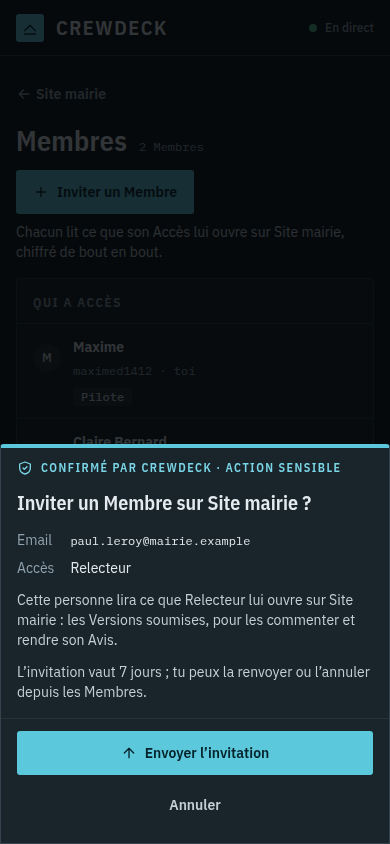 CREWDECK
En direct
← Site mairie
Membres 2 Membres
+ Inviter un Membre
Chacun lit ce que son Accès lui ouvre sur Site mairie,
chiffré de bout en bout.
QUI A ACCÈS
M
Maxime
maximed1412 · toi
Pilote
Claire Bernard
CONFIRMÉ PAR CREWDECK · ACTION SENSIBLE
Inviter un Membre sur Site mairie ?
Email paul.leroy@mairie.example
Accès Relecteur
Cette personne lira ce que Relecteur lui ouvre sur Site
mairie : les Versions soumises, pour les commenter et
rendre son Avis.
L’invitation vaut 7 jours ; tu peux la renvoyer ou l’annuler
depuis les Membres.
↑ Envoyer l’invitation
Annuler